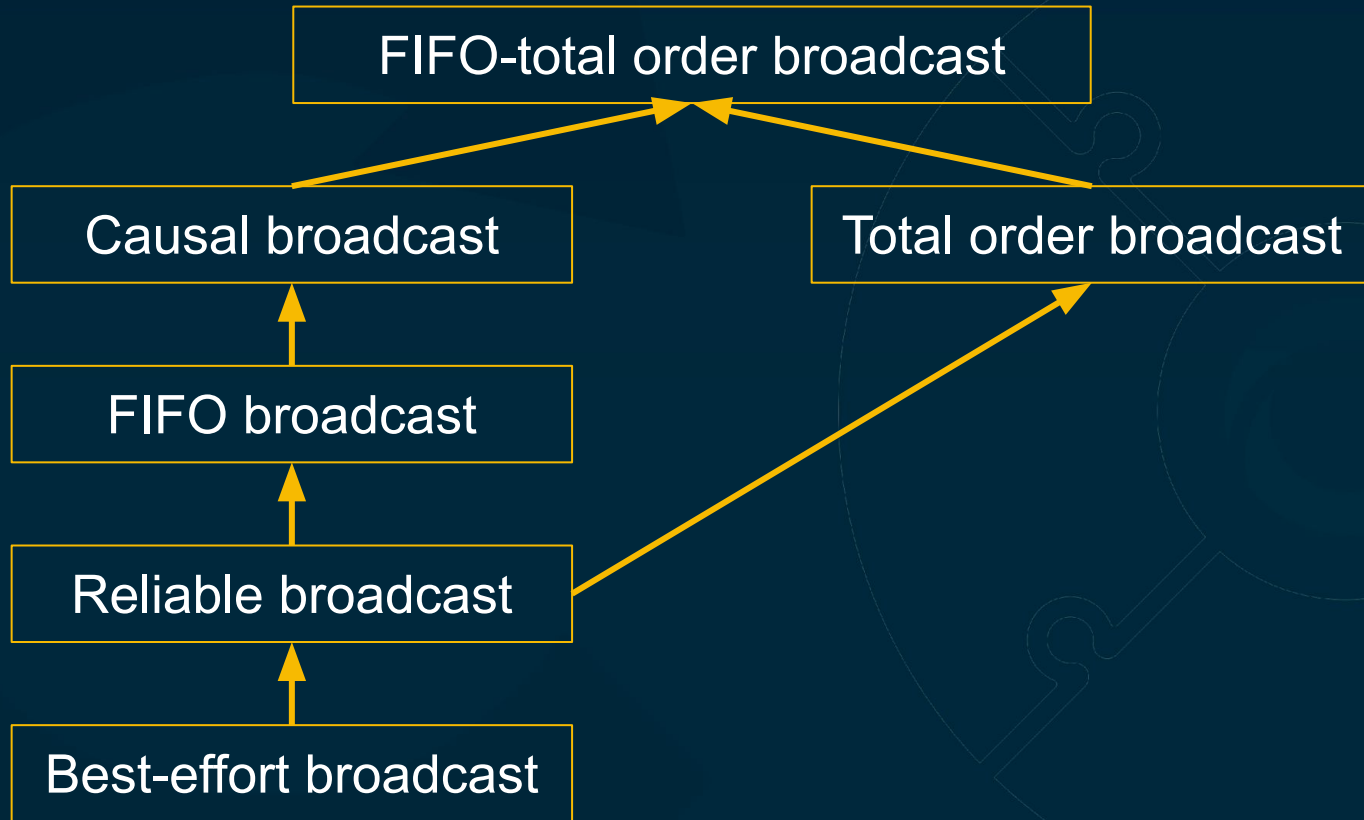 FIFO-total order broadcast
Causal broadcast
Total order broadcast
FIFO broadcast
Reliable broadcast
Best-effort broadcast